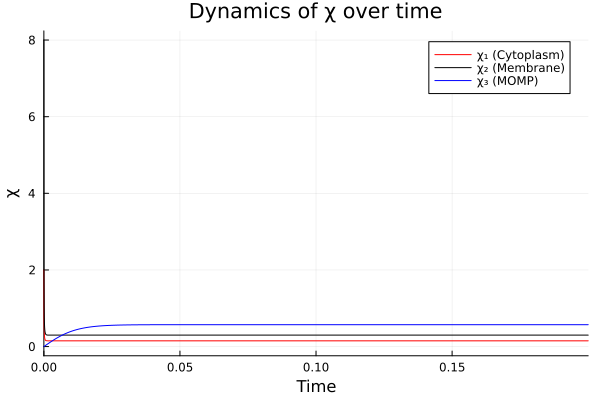 Dynamics of χ over time
8
6
4
2
0
χ
χ₁ (Cytoplasm)
χ₂ (Membrane)
χ₃ (MOMP)
0.00
0.05
0.10
0.15
Time